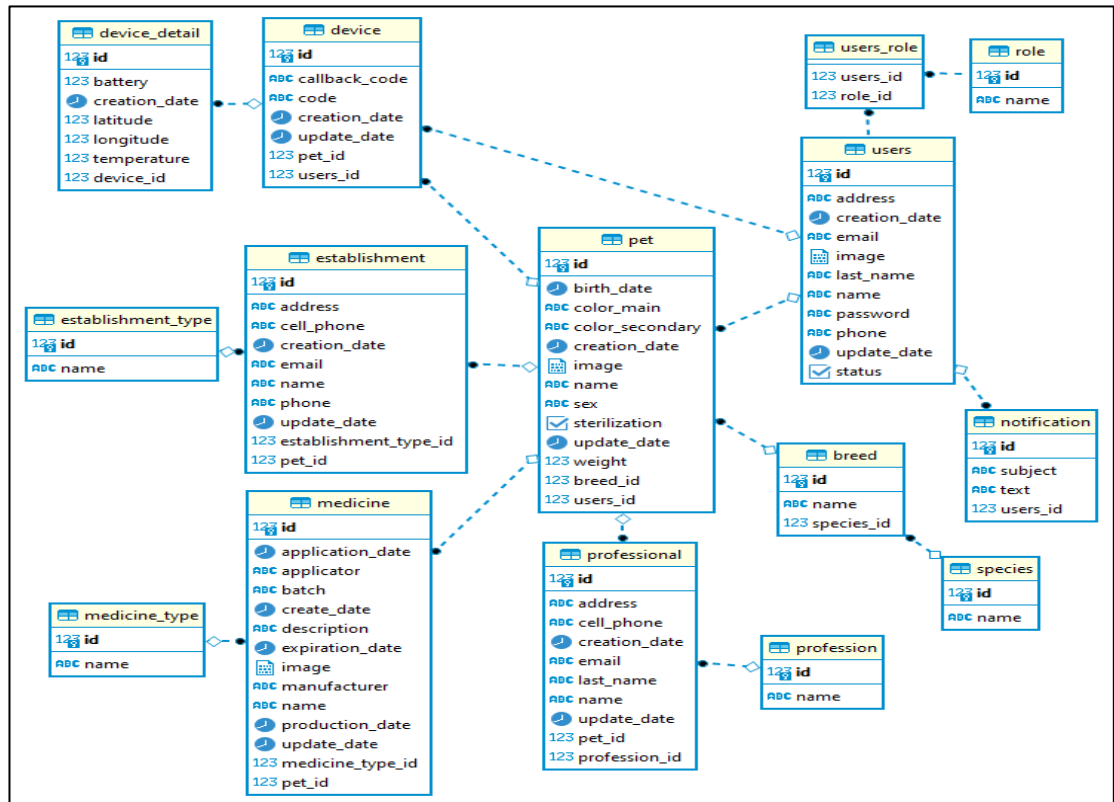 device_detail
123 id
123 battery
creation_date
123 latitude
123 longitude
123 temperature
123 device_id
device
123 id
ABC callback_code
ABC code
creation_date
update_date
123 pet_id
123 users_id
users_role
123 users_id
123 role_id
role
123 id
ABC name
users
123 id
ABC address
creation_date
ABC email
image
ABC last_name
ABC name
ABC password
ABC phone
update_date
status
establishment
123 id
ABC address
ABC cell_phone
creation_date
ABC email
ABC name
ABC phone
update_date
123 establishment_type_id
123 pet_id
establishment_type
123 id
ABC name
pet
123 id
birth_date
ABC color_main
ABC color_secondary
creation_date
image
ABC name
ABC sex
sterilization
update_date
123 weight
123 breed_id
123 users_id
notification
123 id
ABC subject
ABC text
123 users_id
breed
123 id
ABC name
123 species_id
medicine
123 id
application_date
ABC applicator
ABC batch
create_date
ABC description
expiration_date
image
ABC manufacturer
ABC name
production_date
update_date
123 medicine_type_id
123 pet_id
medicine_type
123 id
ABC name
professional
123 id
ABC address
ABC cell_phone
creation_date
ABC email
ABC last_name
ABC name
update_date
123 pet_id
123 profession_id
species
123 id
ABC name
profession
123 id
ABC name